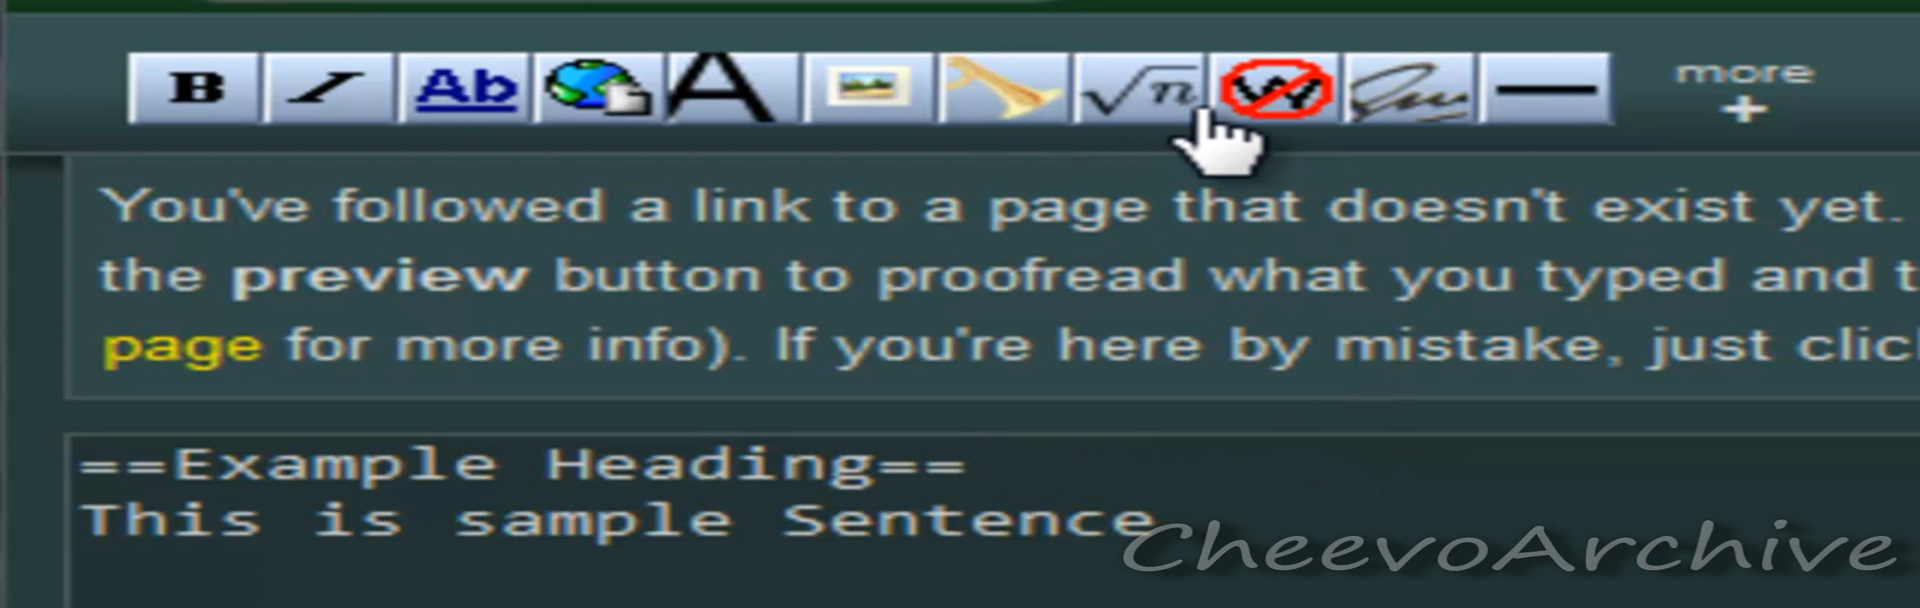 B I Ab A √n W more
+
You've followed a link to a page that doesn't exist yet.
the preview button to proofread what you typed and t
page for more info). If you're here by mistake, just clic
==Example Heading==
This is sample Sentence
CheevoArchive